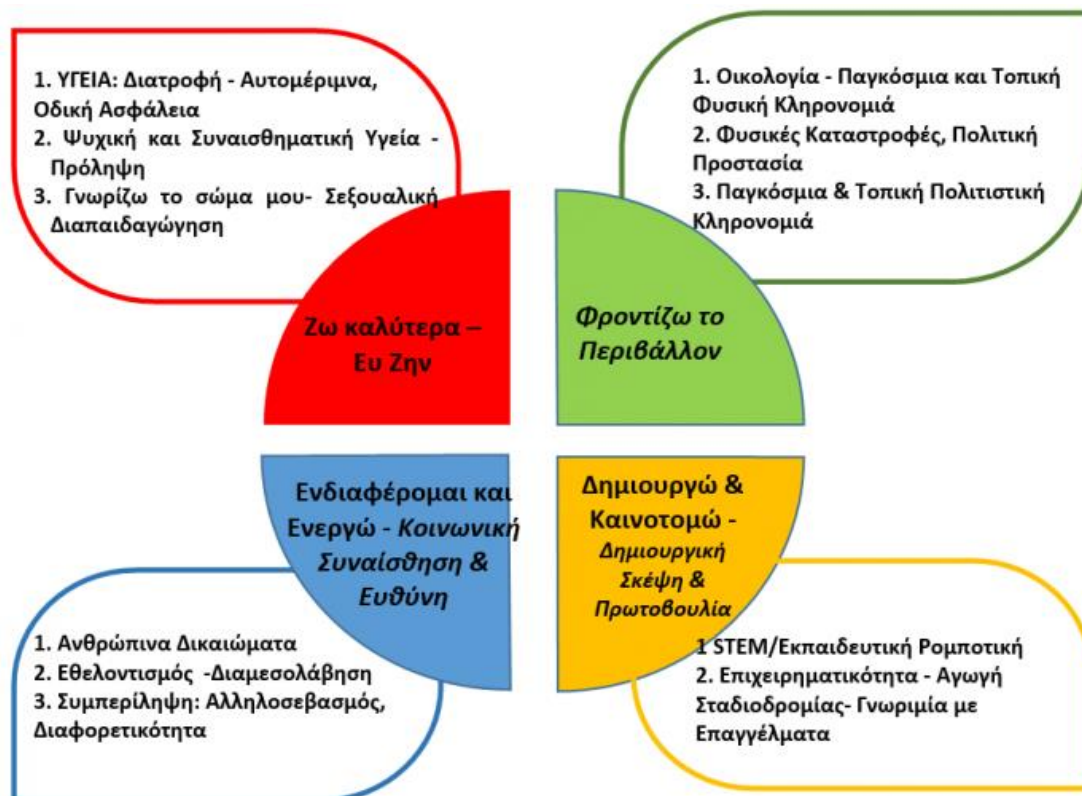 1. ΥΓΕΙΑ: Διατροφή - Αυτομέριμνα,
Οδική Ασφάλεια
2. Ψυχική και Συναισθηματική Υγεία -
Πρόληψη
3. Γνωρίζω το σώμα μου- Σεξουαλική
Διαπαιδαγώγηση
1. Οικολογία - Παγκόσμια και Τοπική
Φυσική Κληρονομιά
2. Φυσικές Καταστροφές, Πολιτική
Προστασία
3. Παγκόσμια & Τοπική Πολιτιστική
Κληρονομιά
Ζω καλύτερα –
Ευ Ζην
Φροντίζω το
Περιβάλλον
Ενδιαφέρομαι και
Ενεργώ - Κοινωνική
Συναίσθηση &
Ευθύνη
Δημιουργώ &
Καινοτομώ -
Δημιουργική
Σκέψη &
Πρωτοβουλία
1. Ανθρώπινα Δικαιώματα
2. Εθελοντισμός -Διαμεσολάβηση
3. Συμπερίληψη: Αλληλοσεβασμός,
Διαφορετικότητα
1 STEM/Εκπαιδευτική Ρομποτική
2. Επιχειρηματικότητα - Αγωγή
Σταδιοδρομίας- Γνωριμία με
Επαγγέλματα